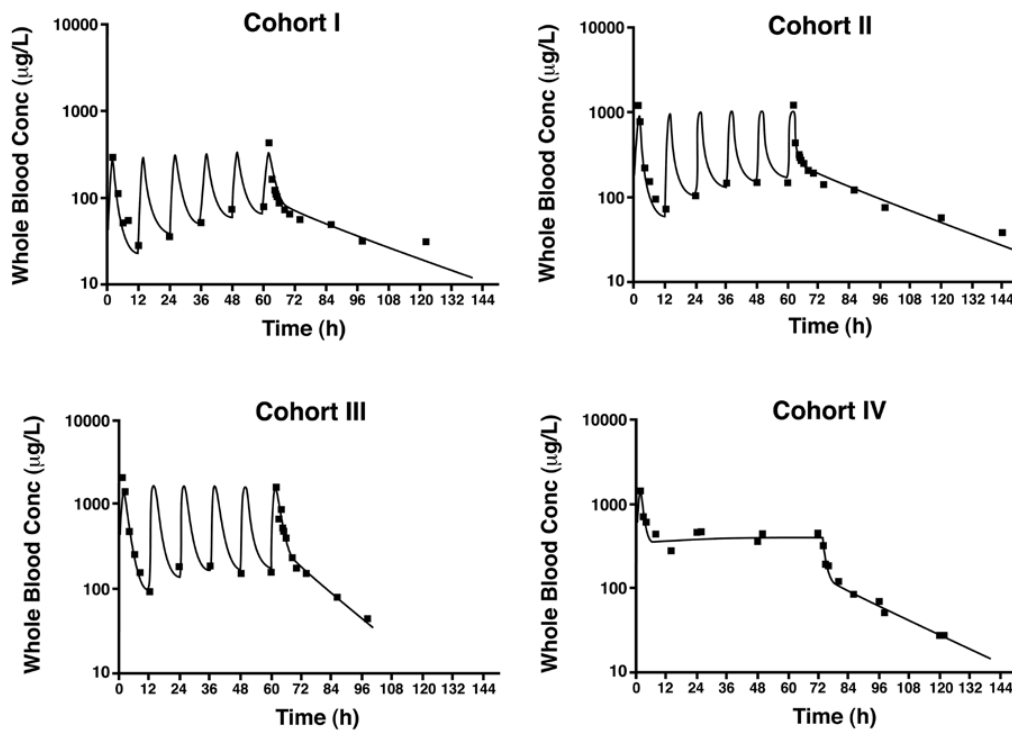 Cohort I
Whole Blood Conc (μg/L)
10000
1000
100
10
0 12 24 36 48 60 72 84 96 108 120 132 144
Time (h)
Cohort II
Whole Blood Conc (μg/L)
10000
1000
100
10
0 12 24 36 48 60 72 84 96 108 120 132 144
Time (h)
Cohort III
Whole Blood Conc (μg/L)
10000
1000
100
10
0 12 24 36 48 60 72 84 96 108 120 132 144
Time (h)
Cohort IV
Whole Blood Conc (μg/L)
10000
1000
100
10
0 12 24 36 48 60 72 84 96 108 120 132 144
Time (h)